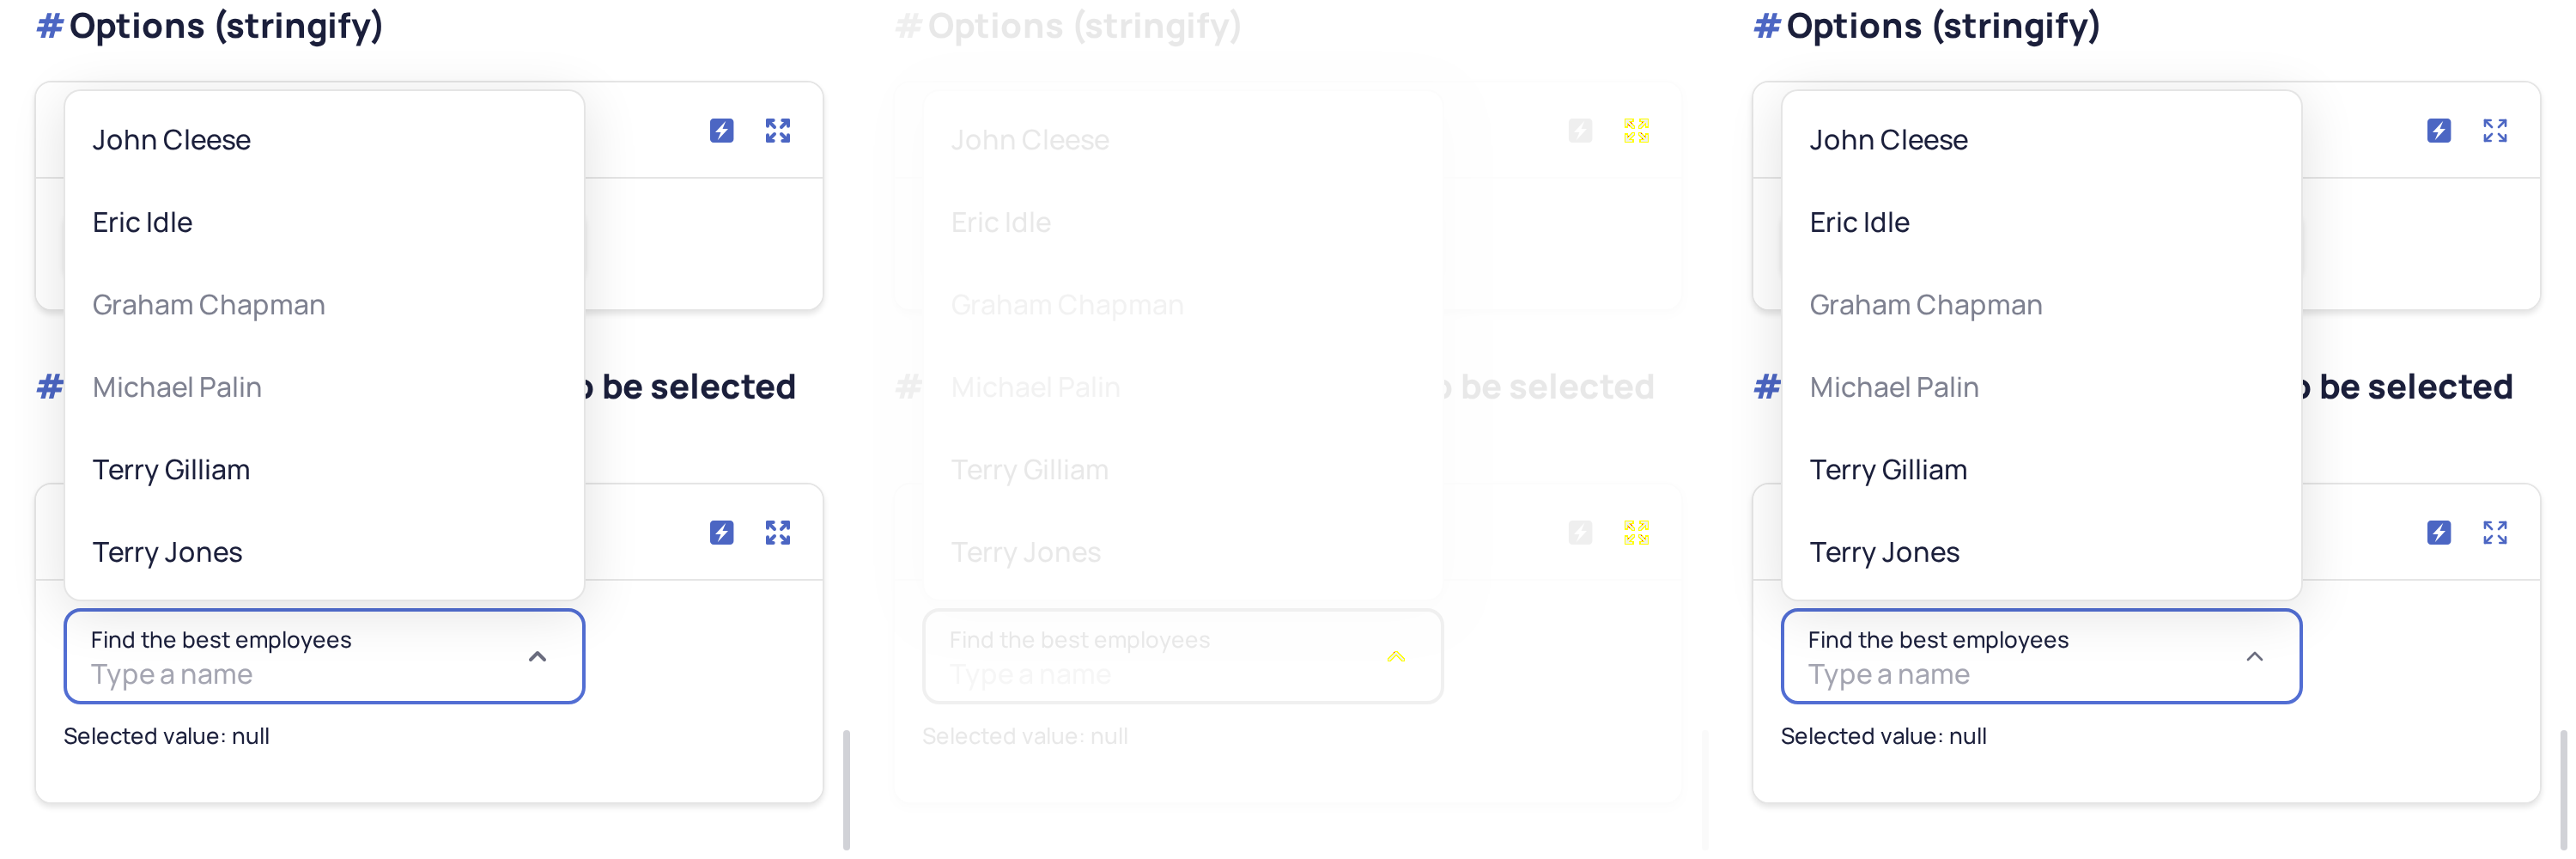 # Options (stringify)
John Cleese
Eric Idle
Graham Chapman
Michael Palin
# be selected
Terry Gilliam
Terry Jones
Find the best employees
Type a name
Selected value: null
# Options (stringify)
John Cleese
Eric Idle
Graham Chapman
Michael Palin
# be selected
Terry Gilliam
Terry Jones
Find the best employees
Type a name
Selected value: null
# Options (stringify)
John Cleese
Eric Idle
Graham Chapman
Michael Palin
# be selected
Terry Gilliam
Terry Jones
Find the best employees
Type a name
Selected value: null